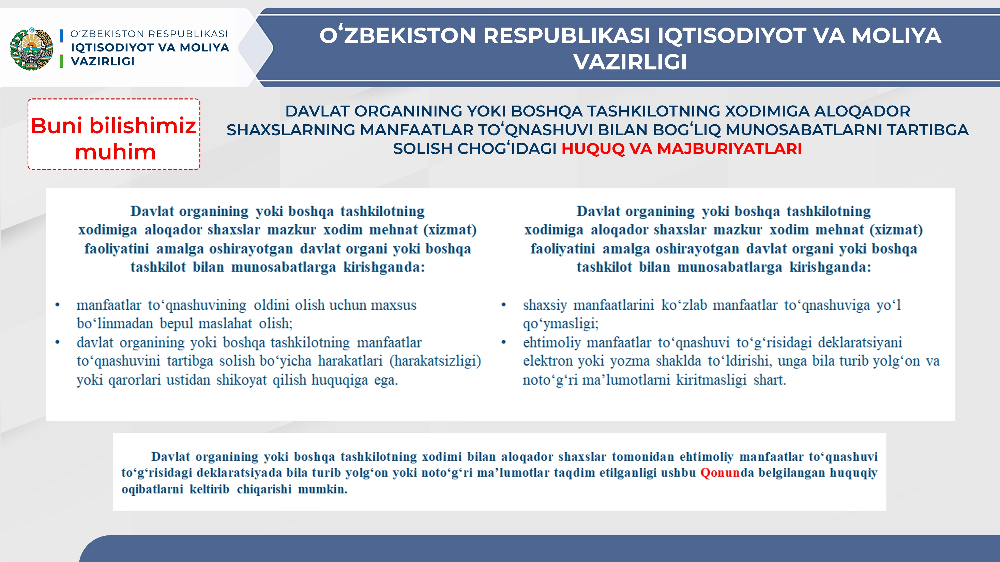 O‘ZBEKISTON RESPUBLIKASI
IQTISODIYOT VA MOLIYA
VAZIRLIGI
O‘ZBEKISTON RESPUBLIKASI IQTISODIYOT VA MOLIYA
VAZIRLIGI
Buni bilishimiz
muhim
DAVLAT ORGANINING YOKI BOSHQA TASHKILOTNING XODIMIGA ALOQADOR
SHAXSLARNING MANFAATLAR TO‘QNASHUVI BILAN BOG‘LIQ MUNOSABATLARNI TARTIBGA
SOLISH CHOG‘IDAGI HUQUQ VA MAJBURIYATLARI
Davlat organining yoki boshqa tashkilotning
xodimiga aloqador shaxslar mazkur xodim mehnat (xizmat)
faoliyatini amalga oshirayotgan davlat organi yoki boshqa
tashkilot bilan munosabatlarga kirishganda:
• manfaatlar to‘qnashuvining oldini olish uchun maxsus
bo‘linmadan bepul maslahat olish;
• davlat organining yoki boshqa tashkilotning manfaatlar
to‘qnashuvini tartibga solish bo‘yicha harakatlari (harakatsizligi)
yoki qarorlari ustidan shikoyat qilish huquqiga ega.
Davlat organining yoki boshqa tashkilotning
xodimiga aloqador shaxslar mazkur xodim mehnat (xizmat)
faoliyatini amalga oshirayotgan davlat organi yoki boshqa
tashkilot bilan munosabatlarga kirishganda:
• shaxsiy manfaatlarini ko‘zlab manfaatlar to‘qnashuviga yo‘l
qo‘ymasligi;
• ehtimoliy manfaatlar to‘qnashuvi to‘g‘risidagi deklaratsiyani
elektron yoki yozma shaklda to‘ldirishi, unga bila turib yolg‘on va
noto‘g‘ri ma’lumotlarni kiritmasligi shart.
Davlat organining yoki boshqa tashkilotning xodimi bilan aloqador shaxslar tomonidan ehtimoliy manfaatlar to‘qnashuvi
to‘g‘risidagi deklaratsiyada bila turib yolg‘on yoki noto‘g‘ri ma’lumotlar taqdim etilganligi ushbu Qonunda belgilangan huquqiy
oqibatlarni keltirib chiqarishi mumkin.